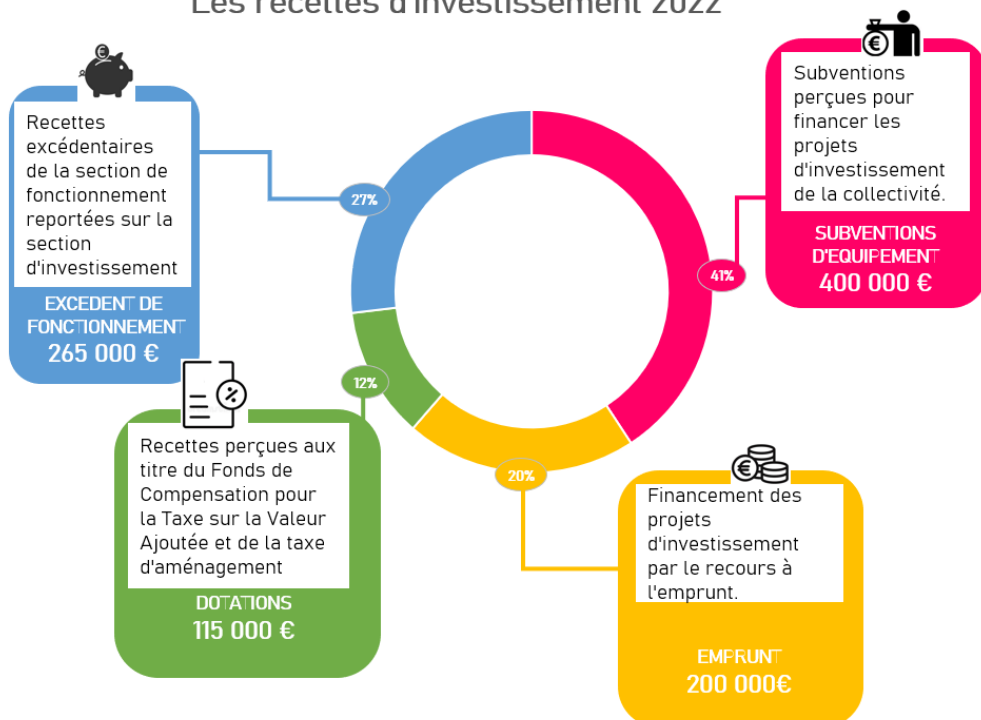 Les recettes d'investissement 2022
Recettes
excédentaires
de la section de
fonctionnement
reportées sur la
section
d'investissement
EXCEDENT DE
FONCTIONNEMENT
265 000 €
27%
Subventions
perçues pour
financer les
projets
d'investissement
de la collectivité.
SUBVENTIONS
D'EQUIPEMENT
400 000 €
41%
12%
Recettes perçues aux
titre du Fonds de
Compensation pour
la Taxe sur la Valeur
Ajoutée et de la taxe
d'aménagement
DOTATIONS
115 000 €
20%
Financement des
projets
d'investissement
par le recours à
l'emprunt.
EMPRUNT
200 000€